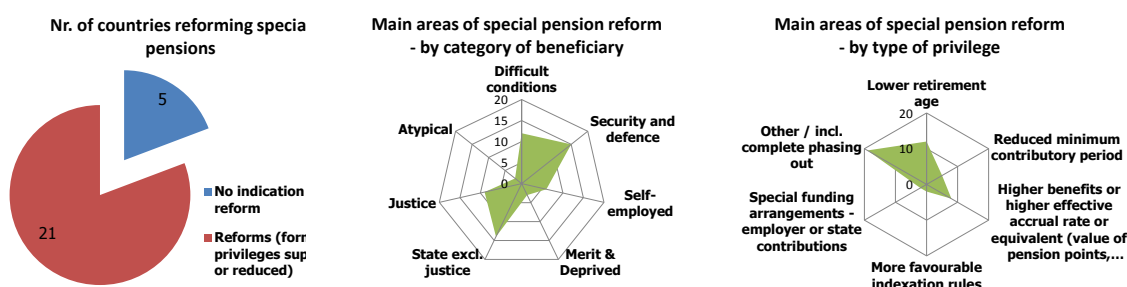 Nr. of countries reforming specia
pensions
5
21
No indication
reform
Reforms (forn
privileges sup
or reduced)
Main areas of special pension reform
- by category of beneficiary
Difficult
conditions
20
15
10
5
0
Security and
defence
Self-
employed
Merit &
Deprived
State excl.
justice
Justice
Atypical
Main areas of special pension reform
- by type of privilege
Lower retirement
age
20
10
0
Reduced minimum
contributory period
Higher benefits or
higher effective
accrual rate or
equivalent (value of
pension points,...
More favourable
indexation rules
Special funding
arrangements -
employer or state
contributions
Other / incl.
complete phasing
out